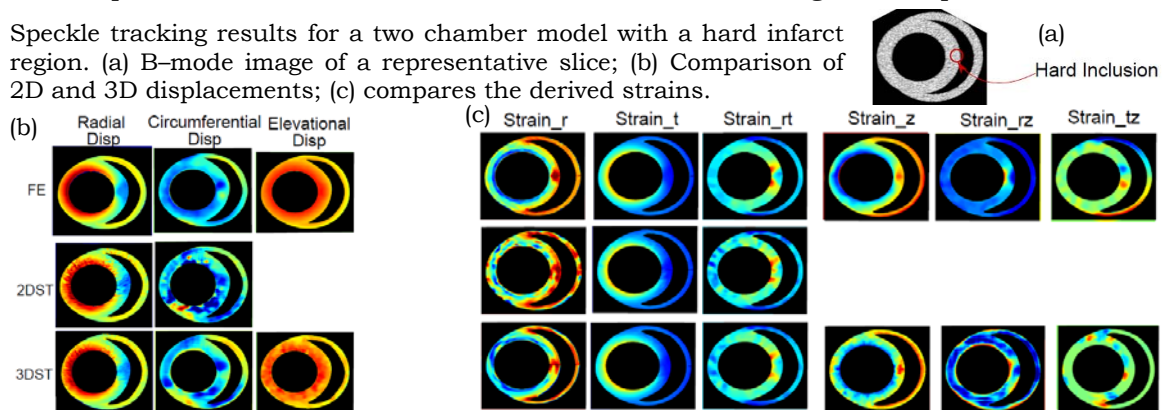 Speckle tracking results for a two chamber model with a hard infarct
region. (a) B–mode image of a representative slice; (b) Comparison of
2D and 3D displacements; (c) compares the derived strains.
(a)
Hard Inclusion
(b)
Radial
Disp
Circumferential
Disp
Elevational
Disp
FE
2DST
3DST
(c)
Strain_r
Strain_t
Strain_rt
Strain_z
Strain_rz
Strain_tz